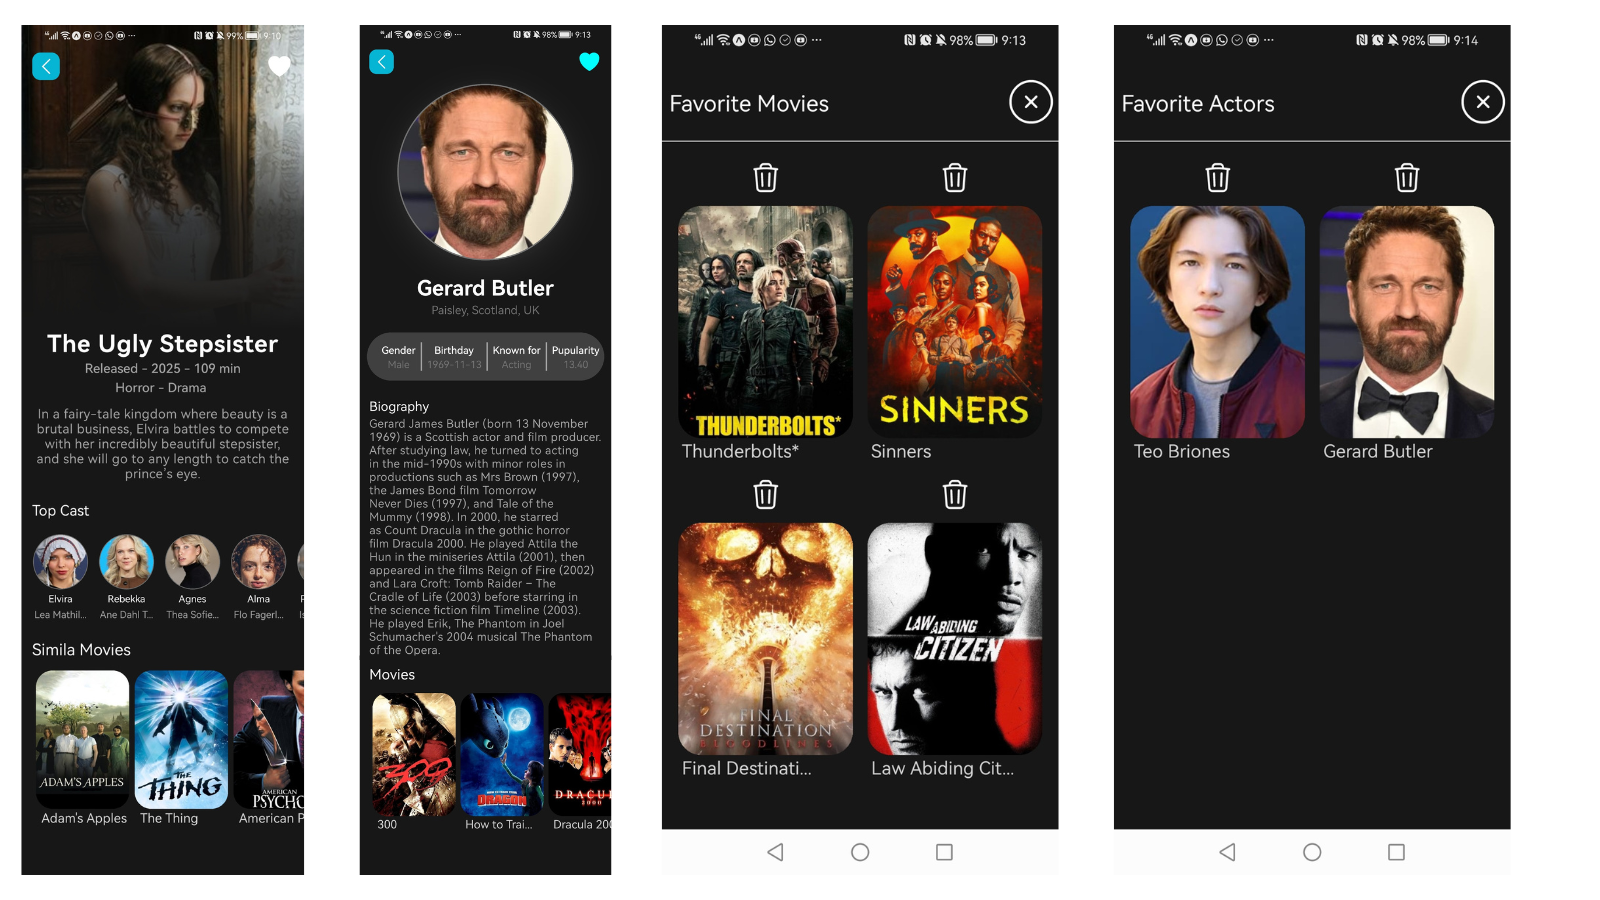 99% 9:10
The Ugly Stepsister
Released - 2025 - 109 min
Horror - Drama
In a fairy-tale kingdom where beauty is a
brutal business, Elvira battles to compete
with her incredibly beautiful stepsister,
and she will go to any length to catch the
prince's eye.
Top Cast
Elvira Rebekka Agnes Alma
Lea Mathil... Ane Dahl T... Thea Sofie... Flo Fagerl...
Simila Movies
ADAM'S APPLES
THE THING
AMERICAN PSYCHO
Adam's Apples The Thing American P
98% 9:13
Gerard Butler
Paisley, Scotland, UK
Gender Birthday Known for Pupularity
Male 1969-11-13 Acting 13.40
Biography
Gerard James Butler (born 13 November
1969) is a Scottish actor and film producer.
After studying law, he turned to acting
in the mid-1990s with minor roles in
productions such as Mrs Brown (1997),
the James Bond film Tomorrow
Never Dies (1997), and Tale of the
Mummy (1998). In 2000, he starred
as Count Dracula in the gothic horror
film Dracula 2000. He played Attila the
Hun in the miniseries Attila (2001), then
appeared in the films Reign of Fire (2002)
and Lara Croft: Tomb Raider – The
Cradle of Life (2003) before starring in
the science fiction film Timeline (2003).
He played Erik, The Phantom in Joel
Schumacher's 2004 musical The Phantom
of the Opera.
Movies
300
DRAGON
DRACUL
2000
300 How to Trai... Dracula 200
98% 9:13
Favorite Movies
THUNDERBOLTS*
SINNERS
Thunderbolts* Sinners
FINAL
DESTINATION
BLOODLINES
LAW ABIDING
CITIZEN
Final Destinati... Law Abiding Cit...
98% 9:14
Favorite Actors
Teo Briones Gerard Butler